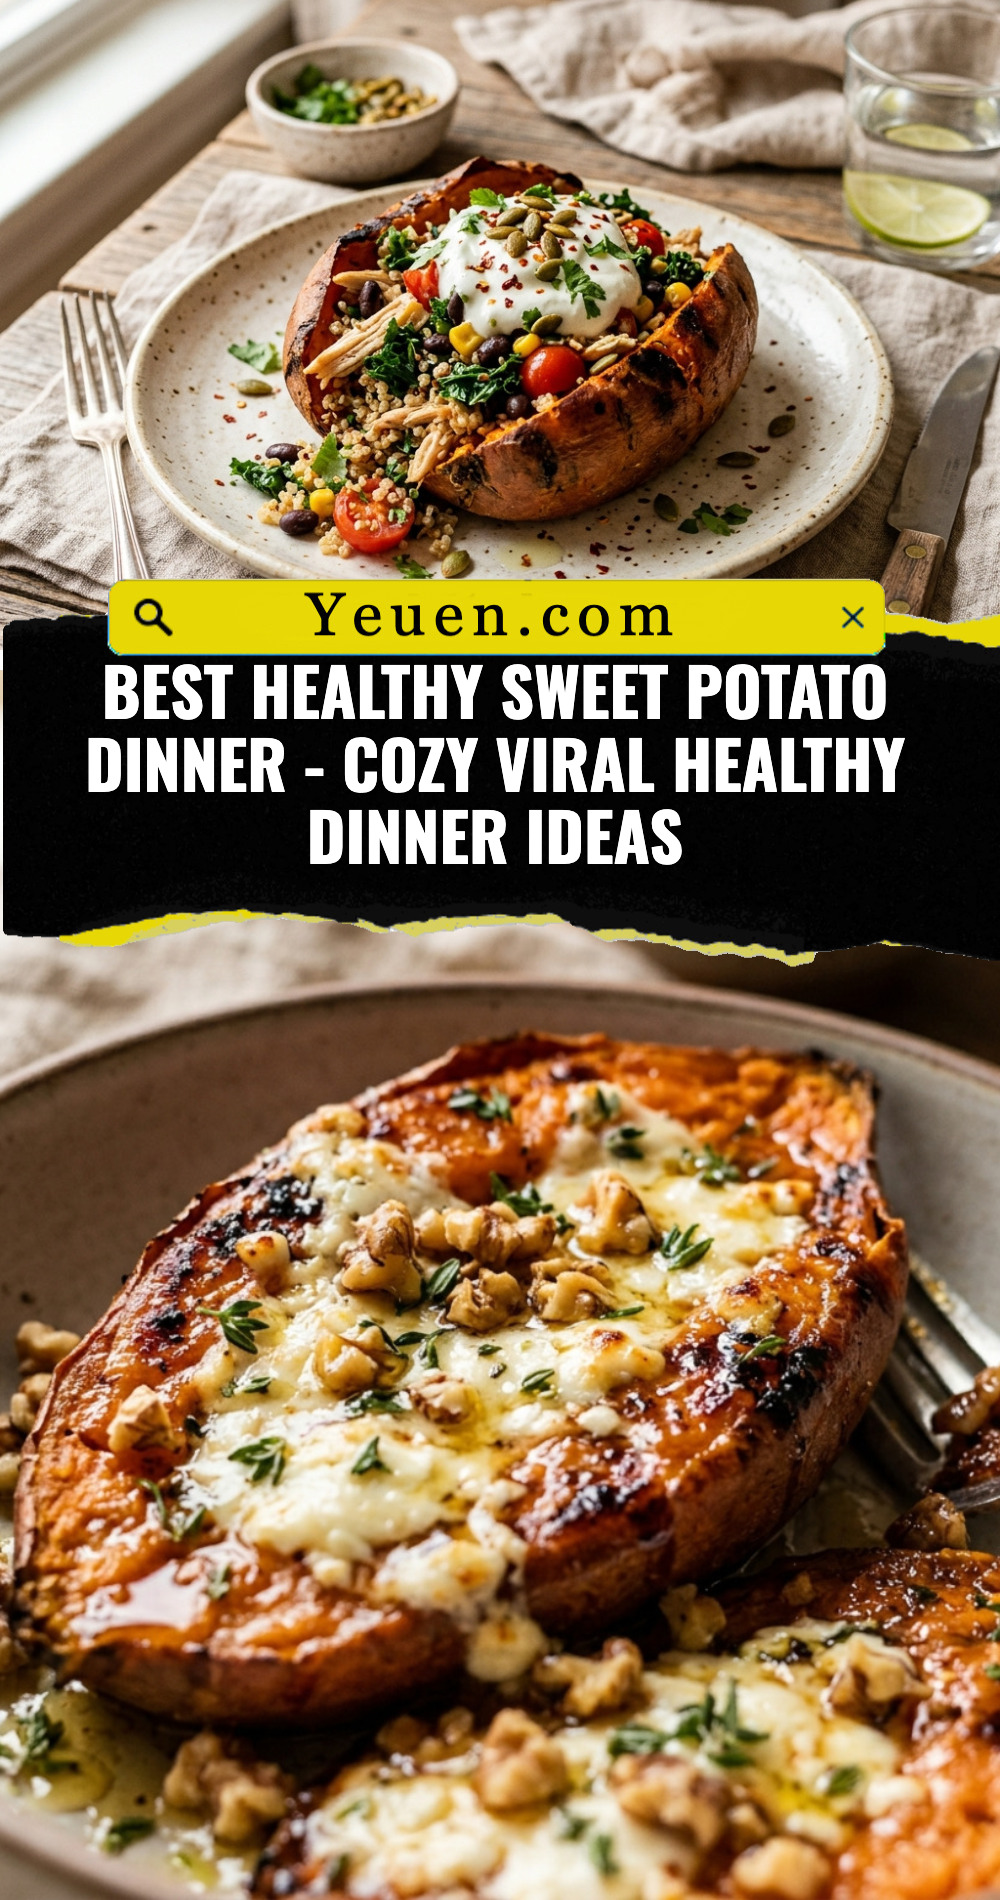 Yeuen.com
BEST HEALTHY SWEET POTATO
DINNER - COZY VIRAL HEALTHY
DINNER IDEAS